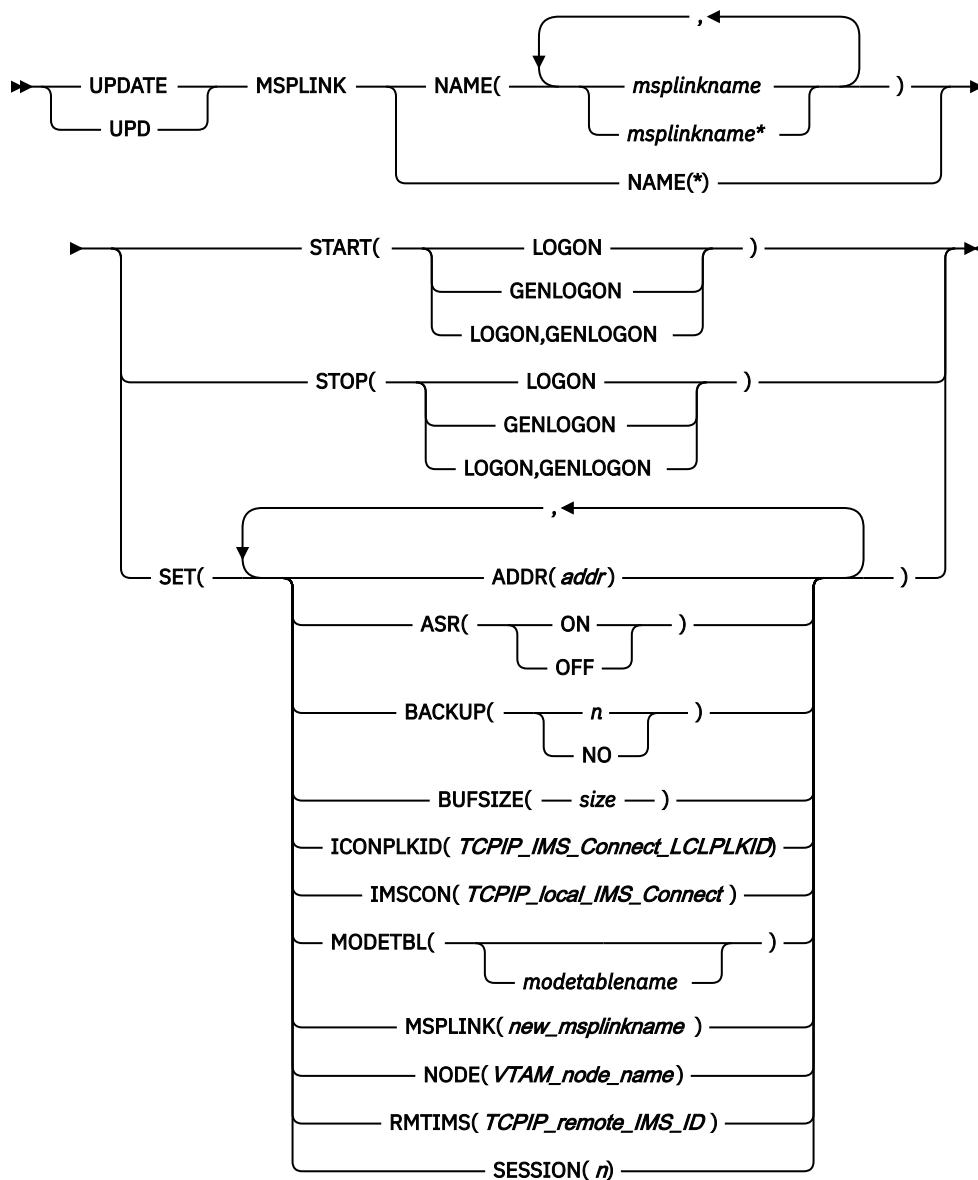 ,
UPDATE MSPLINK NAME( msplinkname )
UPD msplinkname*
NAME(*)
START( LOGON )
GENLOGON
LOGON,GENLOGON
STOP( LOGON )
GENLOGON
LOGON,GENLOGON
,
SET( ADDR( addr) )
ASR( ON )
OFF
BACKUP( n )
NO
BUFSIZE( size )
ICONPLKID( TCPIP_IMS_Connect_LCLPLKID)
IMSCON( TCPIP_local_IMS_Connect )
MODETBL( )
modetablename
MSPLINK( new_msplinkname )
NODE( VTAM_node_name)
RMTIMS( TCPIP_remote_IMS_ID )
SESSION( n)